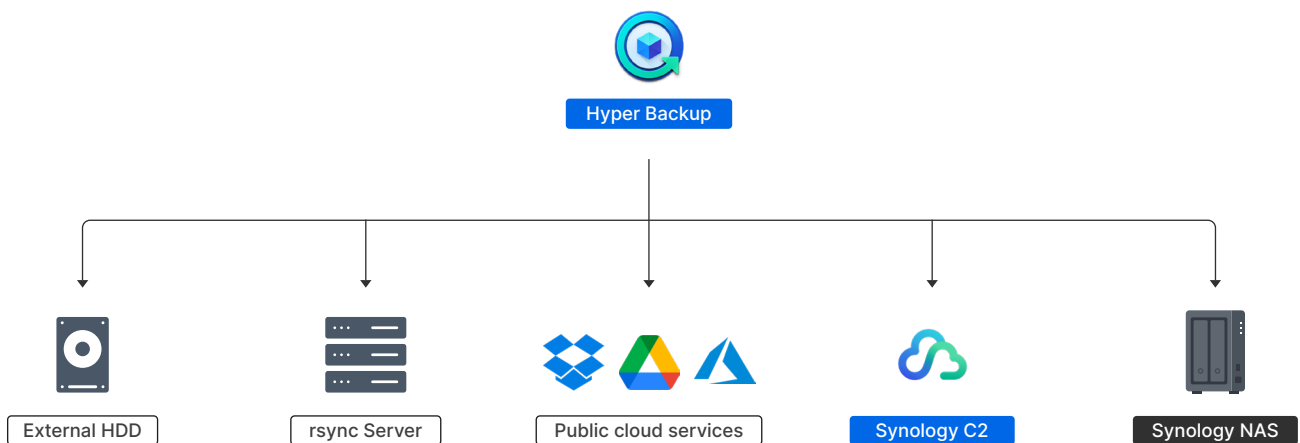 Hyper Backup
External HDD
rsync Server
Public cloud services
Synology C2
Synology NAS